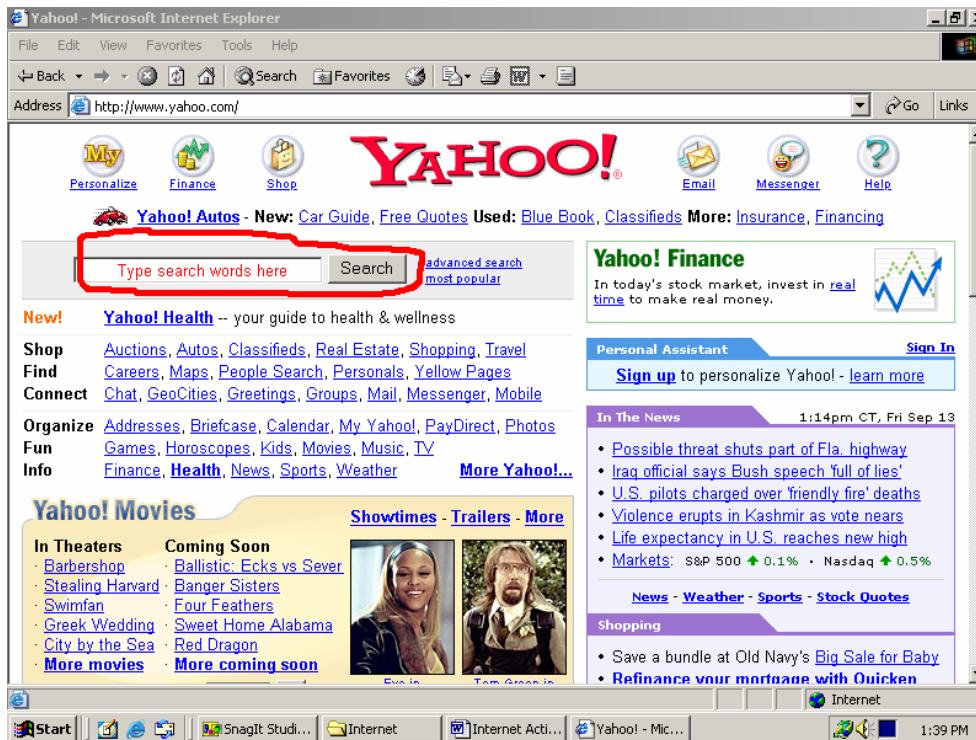 Yahoo! - Microsoft Internet Explorer
File Edit View Favorites Tools Help
Back Search Favorites
Address http://www.yahoo.com/ Go Links
My YAHOO!
Personalize Finance Shop Email Messenger Help
Yahoo! Autos - New: Car Guide, Free Quotes Used: Blue Book, Classifieds More: Insurance, Financing
Type search words here Search advanced search
most popular
New! Yahoo! Health -- your guide to health & wellness
Shop Auctions, Autos, Classifieds, Real Estate, Shopping, Travel
Find Careers, Maps, People Search, Personals, Yellow Pages
Connect Chat, GeoCities, Greetings, Groups, Mail, Messenger, Mobile
Organize Addresses, Briefcase, Calendar, My Yahoo!, PayDirect, Photos
Fun Games, Horoscopes, Kids, Movies, Music, TV
Info Finance, Health, News, Sports, Weather More Yahoo!...
Yahoo! Movies Showtimes - Trailers - More
In Theaters
· Barbershop
· Stealing Harvard
· Swimfan
· Greek Wedding
· City by the Sea
· More movies
Coming Soon
· Ballistic: Ecks vs Sever
· Banger Sisters
· Four Feathers
· Sweet Home Alabama
· Red Dragon
· More coming soon
Eve in Tom Green in
Yahoo! Finance
In today's stock market, invest in real
time to make real money.
Personal Assistant Sign In
Sign up to personalize Yahoo! - learn more
In The News 1:14pm CT, Fri Sep 13
• Possible threat shuts part of Fla. highway
• Iraq official says Bush speech 'full of lies'
• U.S. pilots charged over 'friendly fire' deaths
• Violence erupts in Kashmir as vote nears
• Life expectancy in U.S. reaches new high
• Markets: S&P 500 0.1% · Nasdaq 0.5%
News - Weather - Sports - Stock Quotes
Shopping
• Save a bundle at Old Navy's Big Sale for Baby
• Refinance your mortgage with Quicken
Internet
Start SnagIt Studi... Internet Internet Acti... Yahoo! - Mic... 1:39 PM